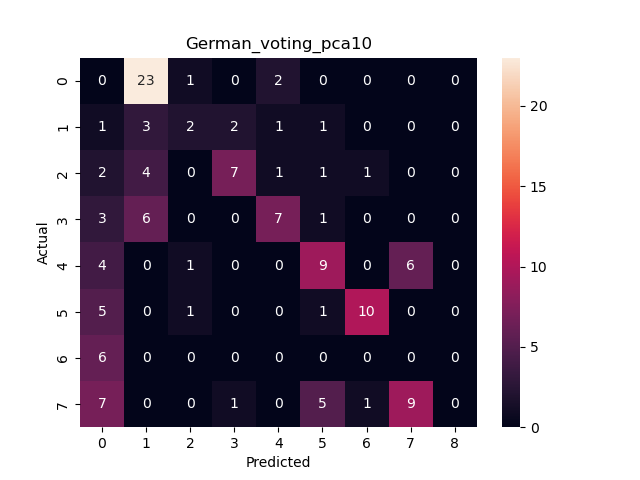 German_voting_pca10
0 0 23 1 0 2 0 0 0 0
1 1 3 2 2 1 1 0 0 0
2 2 4 0 7 1 1 1 0 0
3 3 6 0 0 7 1 0 0 0
4 4 0 1 0 0 9 0 6 0
5 5 0 1 0 0 1 10 0 0
6 6 0 0 0 0 0 0 0 0
7 7 0 0 1 0 5 1 9 0
0 1 2 3 4 5 6 7 8
Predicted
Actual
20
15
10
5
0